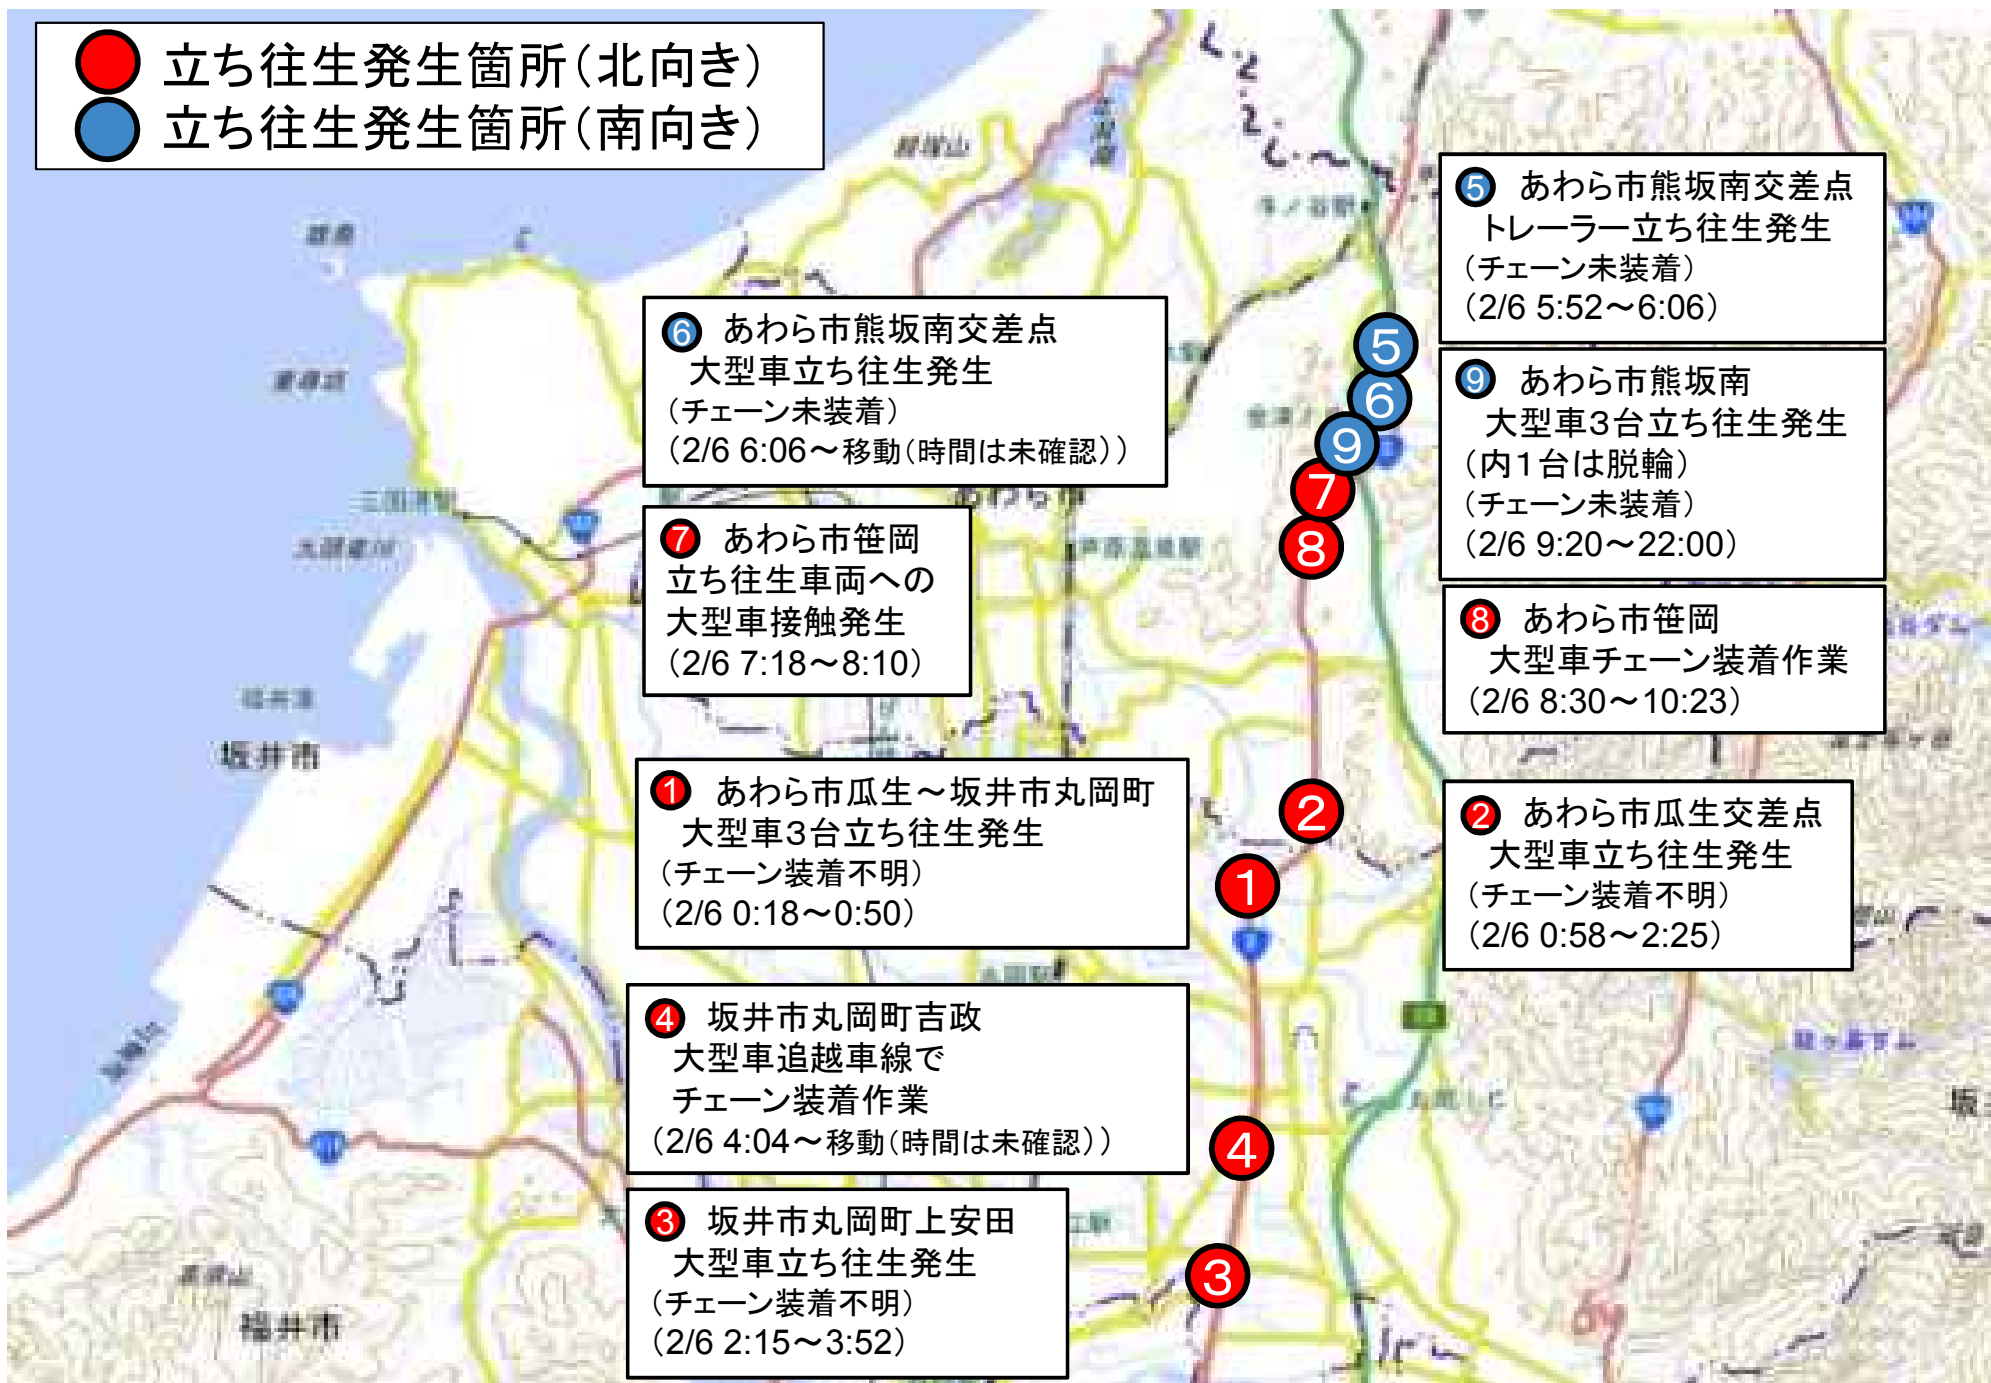 立ち往生発生箇所(北向き)
立ち往生発生箇所(南向き)
⑤ あわら市熊坂南交差点
トレーラー立ち往生発生
(チェーン未装着)
(2/6 5:52～6:06)
⑥ あわら市熊坂南交差点
大型車立ち往生発生
(チェーン未装着)
(2/6 6:06～移動(時間は未確認))
⑨ あわら市熊坂南
大型車3台立ち往生発生
(内1台は脱輪)
(チェーン未装着)
(2/6 9:20～22:00)
⑦ あわら市笹岡
立ち往生車両への
大型車接触発生
(2/6 7:18～8:10)
⑧ あわら市笹岡
大型車チェーン装着作業
(2/6 8:30～10:23)
① あわら市瓜生～坂井市丸岡町
大型車3台立ち往生発生
(チェーン装着不明)
(2/6 0:18～0:50)
② あわら市瓜生交差点
大型車立ち往生発生
(チェーン装着不明)
(2/6 0:58～2:25)
④ 坂井市丸岡町吉政
大型車追越車線で
チェーン装着作業
(2/6 4:04～移動(時間は未確認))
③ 坂井市丸岡町上安田
大型車立ち往生発生
(チェーン装着不明)
(2/6 2:15～3:52)
5
6
9
7
8
2
1
4
3
あわら市
三国港駅
芦原温泉駅
坂井市
福井市